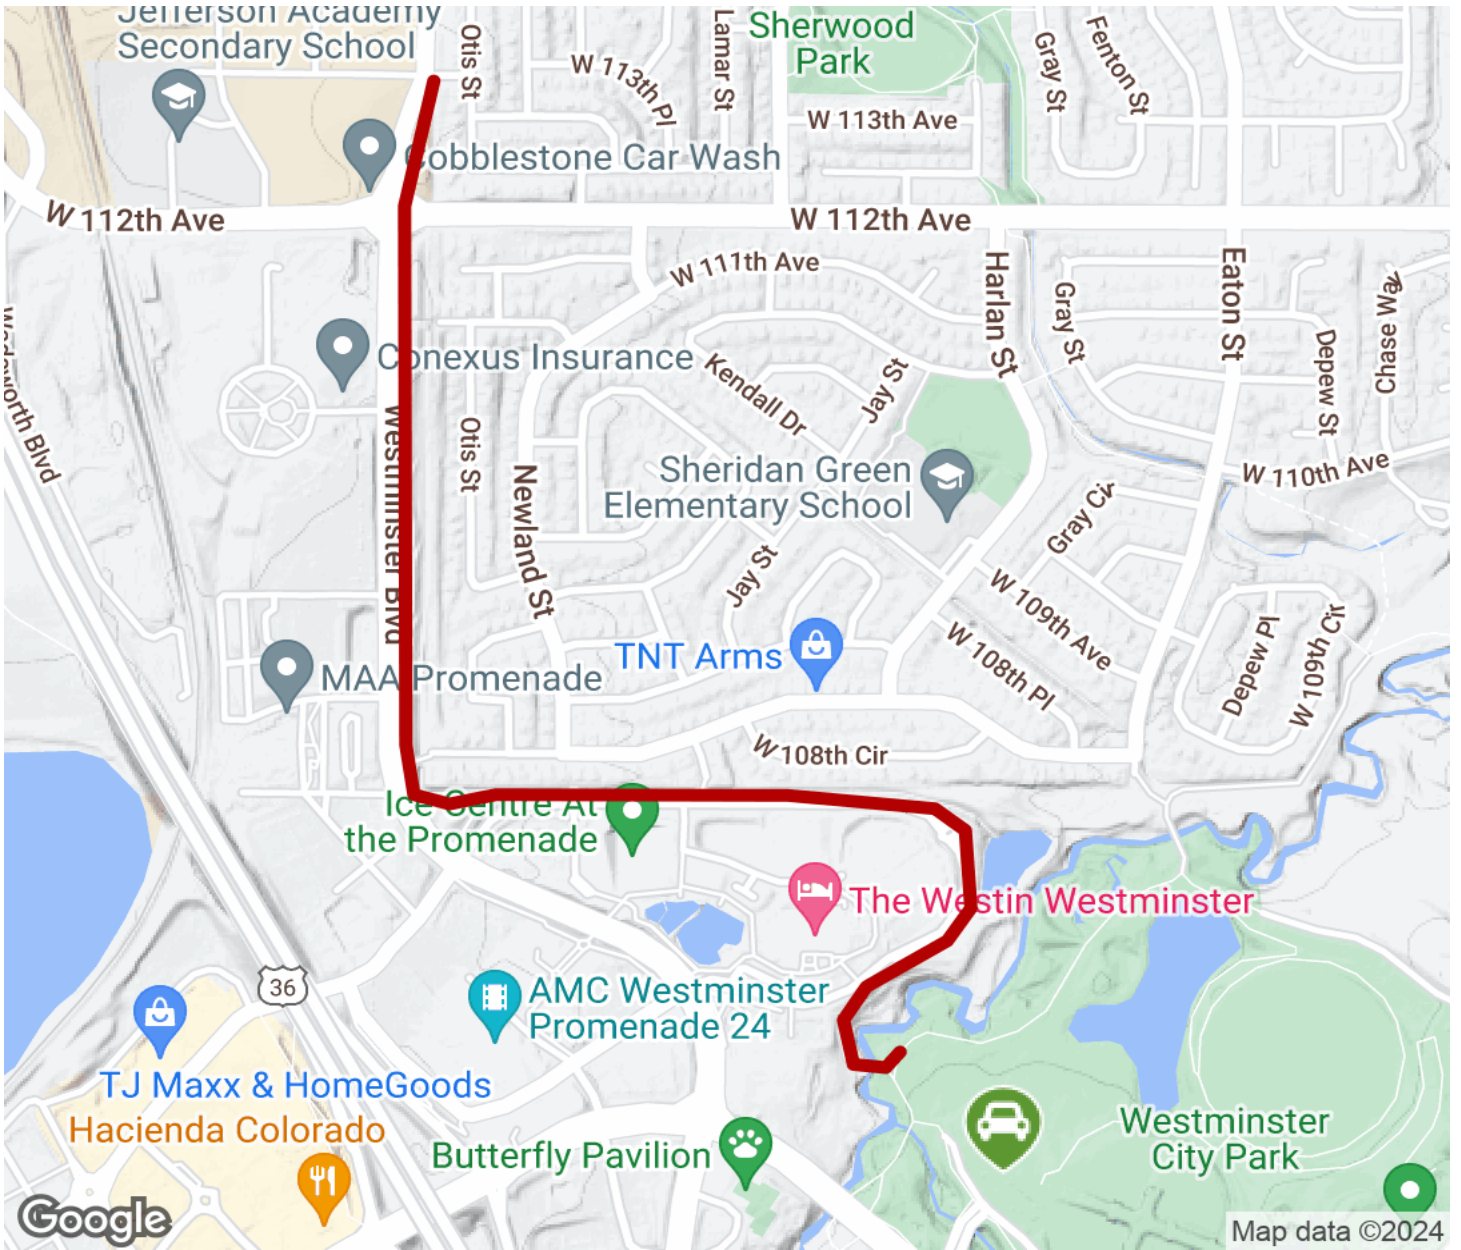 Jefferson Academy
Secondary School
Otis St
W 113th Pl
Lamar St
Sherwood
Park
Gray St
Fenton St
W 113th Ave
Cobblestone Car Wash
W 112th Ave
W 112th Ave
W 111th Ave
Harlan St
Gray St
Eaton St
Chase Way
Depew St
Wadsworth Blvd
Conexus Insurance
Kendall Dr
Jay St
Westminster Blvd
Otis St
Newland St
Sheridan Green
Elementary School
W 110th Ave
Gray Cir
Jay St
W 109th Ave
W 108th Pl
Depew Pl
W 109th Cir
TNT Arms
MAA Promenade
W 108th Cir
Ice Centre At
the Promenade
The Westin Westminster
36
AMC Westminster
Promenade 24
TJ Maxx & HomeGoods
Hacienda Colorado
Butterfly Pavilion
Westminster
City Park
Google
Map data ©2024